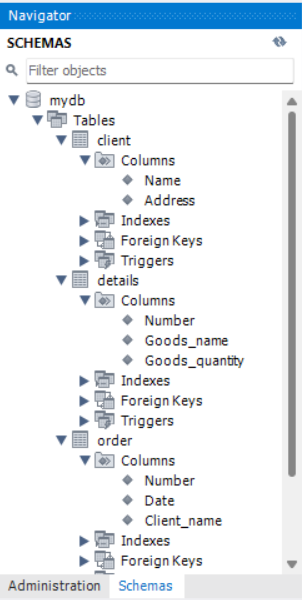 Navigator
SCHEMAS
Filter objects
mydb
Tables
client
Columns
Name
Address
Indexes
Foreign Keys
Triggers
details
Columns
Number
Goods_name
Goods_quantity
Indexes
Foreign Keys
Triggers
order
Columns
Number
Date
Client_name
Indexes
Foreign Keys
Administration Schemas